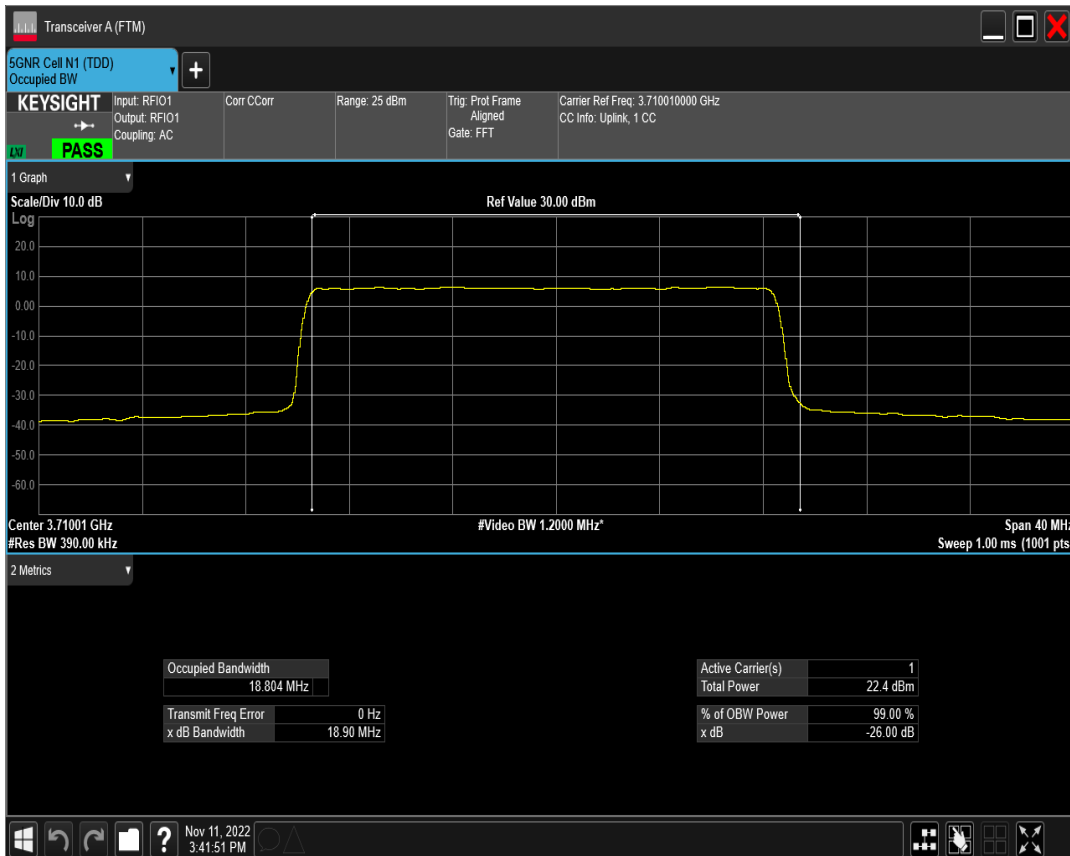 Transceiver A (FTM)
5GNR Cell N1 (TDD)
Occupied BW
+
KEYSIGHT
LXI
PASS
Input: RFIO1
Output: RFIO1
Coupling: AC
Corr CCorr
Range: 25 dBm
Trig: Prot Frame
Aligned
Gate: FFT
Carrier Ref Freq: 3.710010000 GHz
CC Info: Uplink, 1 CC
1 Graph
Scale/Div 10.0 dB
Ref Value 30.00 dBm
Log
20.0
10.0
0.00
-10.0
-20.0
-30.0
-40.0
-50.0
-60.0
Center 3.71001 GHz
#Video BW 1.2000 MHz*
Span 40 MHz
#Res BW 390.00 kHz
Sweep 1.00 ms (1001 pts
2 Metrics
Occupied Bandwidth
18.804 MHz
Transmit Freq Error 0 Hz
x dB Bandwidth 18.90 MHz
Active Carrier(s) 1
Total Power 22.4 dBm
% of OBW Power 99.00 %
x dB -26.00 dB
?
Nov 11, 2022
3:41:51 PM